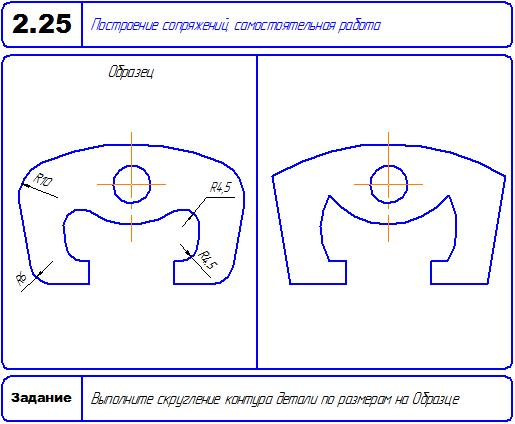 2.25
Построение сопряжений, самостоятельная работа
Образец
R10
R4,5
R4,5
Задание
Выполните скругление контура детали по размерам на Образце